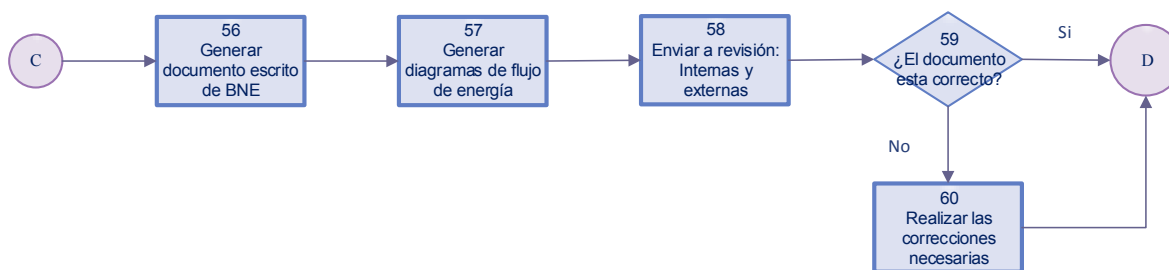 C
56
Generar
documento escrito
de BNE
57
Generar
diagramas de flujo
de energía
58
Enviar a revisión:
Internas y
externas
59
¿El documento
esta correcto?
Si
D
No
60
Realizar las
correcciones
necesarias